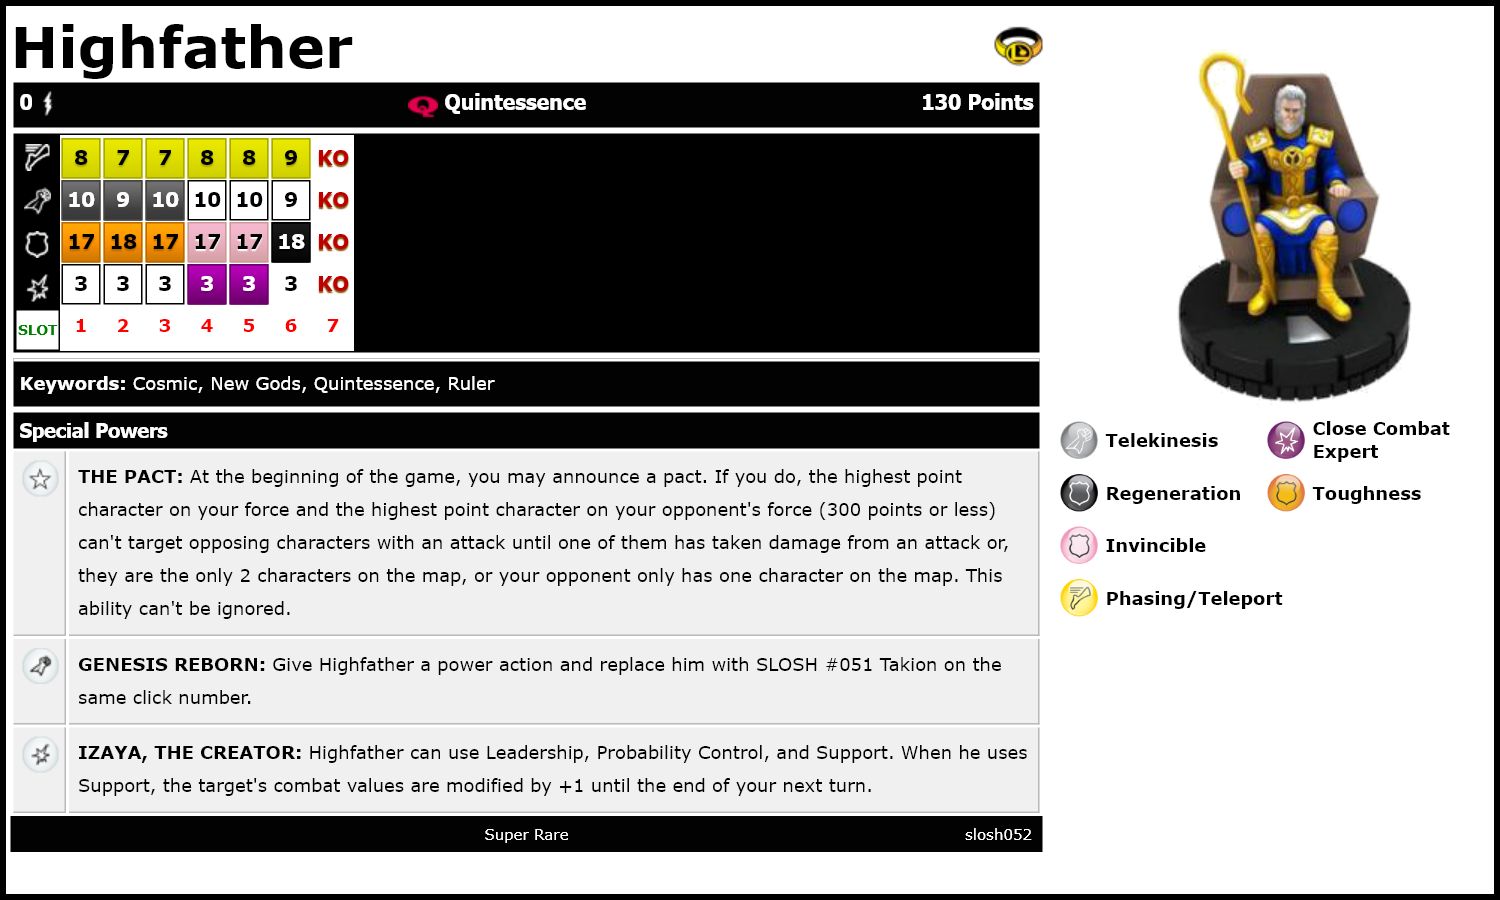 Highfather
0 Quintessence 130 Points
8 7 7 8 8 9 KO
10 9 10 10 10 9 KO
17 18 17 17 17 18 KO
3 3 3 3 3 3 KO
SLOT 1 2 3 4 5 6 7
Keywords: Cosmic, New Gods, Quintessence, Ruler
Special Powers
THE PACT: At the beginning of the game, you may announce a pact. If you do, the highest point
character on your force and the highest point character on your opponent's force (300 points or less)
can't target opposing characters with an attack until one of them has taken damage from an attack or,
they are the only 2 characters on the map, or your opponent only has one character on the map. This
ability can't be ignored.
GENESIS REBORN: Give Highfather a power action and replace him with SLOSH #051 Takion on the
same click number.
IZAYA, THE CREATOR: Highfather can use Leadership, Probability Control, and Support. When he uses
Support, the target's combat values are modified by +1 until the end of your next turn.
Super Rare slosh052
Telekinesis
Close Combat
Expert
Regeneration
Toughness
Invincible
Phasing/Teleport